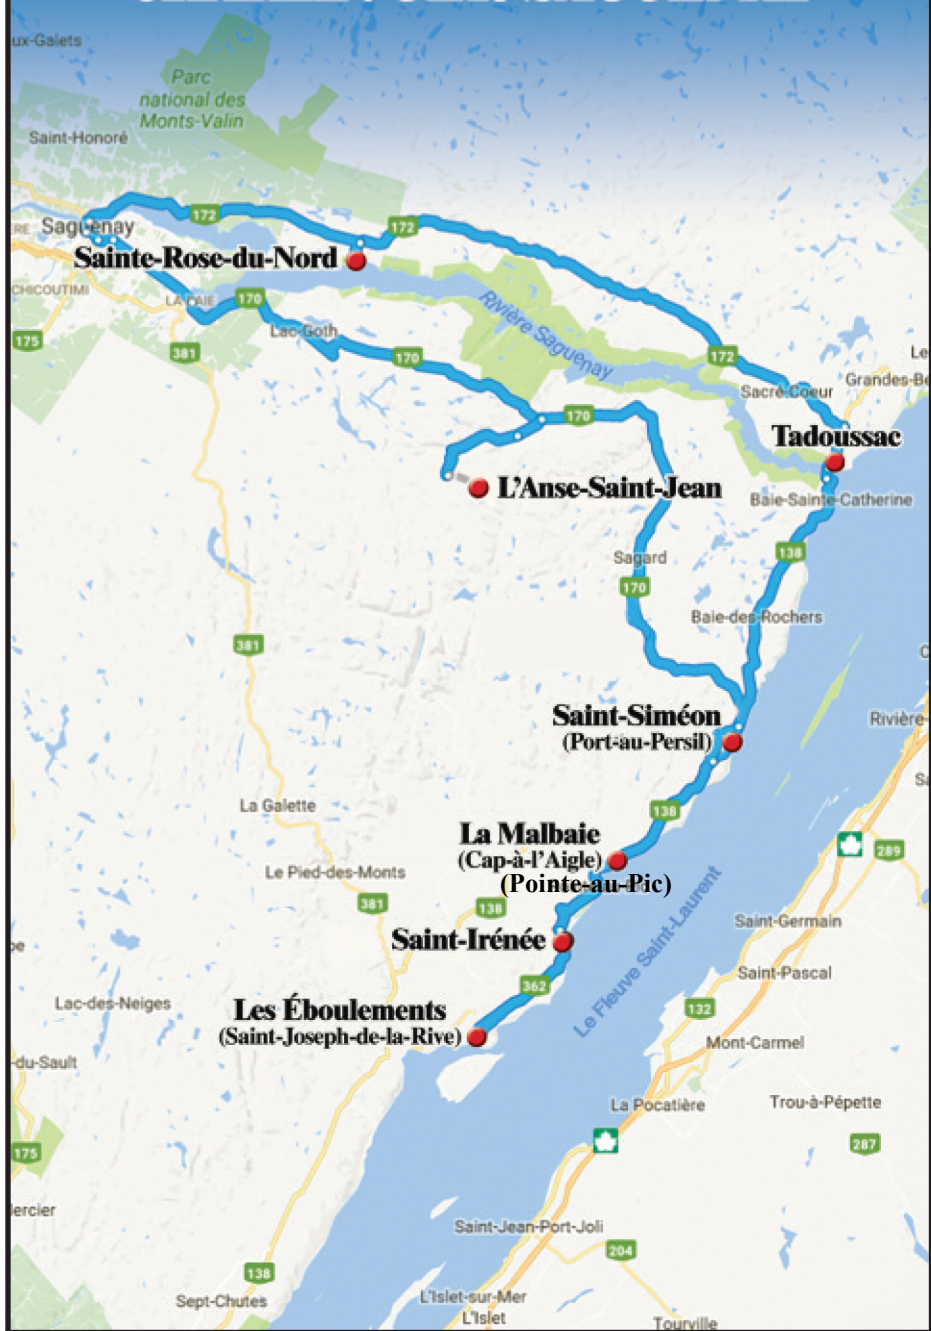 ux-Galets
Parc
national des
Monts-Valin
Saint-Honoré
172
172
Saguenay
Sainte-Rose-du-Nord
CHICOUTIMI
LA BAIE
170
Rivière Saguenay
175
381
Lac-Goth
170
172
Le
Grandes-Be
Sacré-Coeur
170
Tadoussac
L'Anse-Saint-Jean
Baie-Sainte-Catherine
138
Sagard
170
Baie-des-Rochers
381
Saint-Siméon
(Port-au-Persil)
Rivière-
La Galette
138
La Malbaie
(Cap-à-l'Aigle)
(Pointe-au-Pic)
289
Le Pied-des-Monts
381
138
Saint-Germain
Saint-Irénée
Le Fleuve Saint-Laurent
Saint-Pascal
362
Lac-des-Neiges
Les Éboulements
(Saint-Joseph-de-la-Rive)
132
Mont-Carmel
-du-Sault
La Pocatière
Trou-à-Pépette
175
287
ercier
Saint-Jean-Port-Joli
204
138
Sept-Chutes
L'Islet-sur-Mer
L'Islet
Tourville